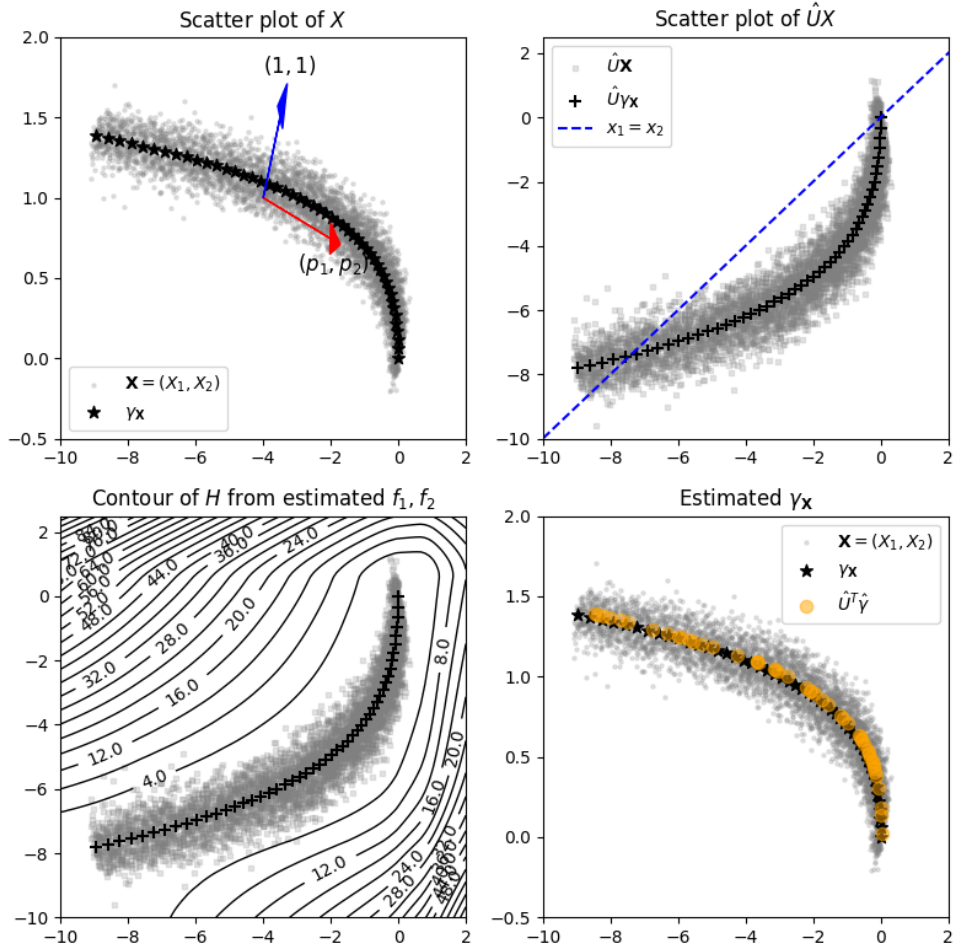 Scatter plot of X
2.0
1.5
1.0
0.5
0.0
−0.5
−10 −8 −6 −4 −2 0 2
(1, 1)
(p₁, p₂)
𝐗 = (X₁, X₂)
γ𝐗
Scatter plot of ÛX
2
0
−2
−4
−6
−8
−10
−10 −8 −6 −4 −2 0 2
Û𝐗
Ûγ𝐗
x₁ = x₂
Contour of H from estimated f₁, f₂
2
0
−2
−4
−6
−8
−10
−10 −8 −6 −4 −2 0 2
40.0
36.0
24.0
44.0
20.0
28.0
32.0
16.0
12.0
4.0
8.0
20.0
16.0
24.0
12.0
28.0
52.0
48.0
Estimated γ𝐗
2.0
1.5
1.0
0.5
0.0
−0.5
−10 −8 −6 −4 −2 0 2
𝐗 = (X₁, X₂)
γ𝐗
Ûᵀγ̂